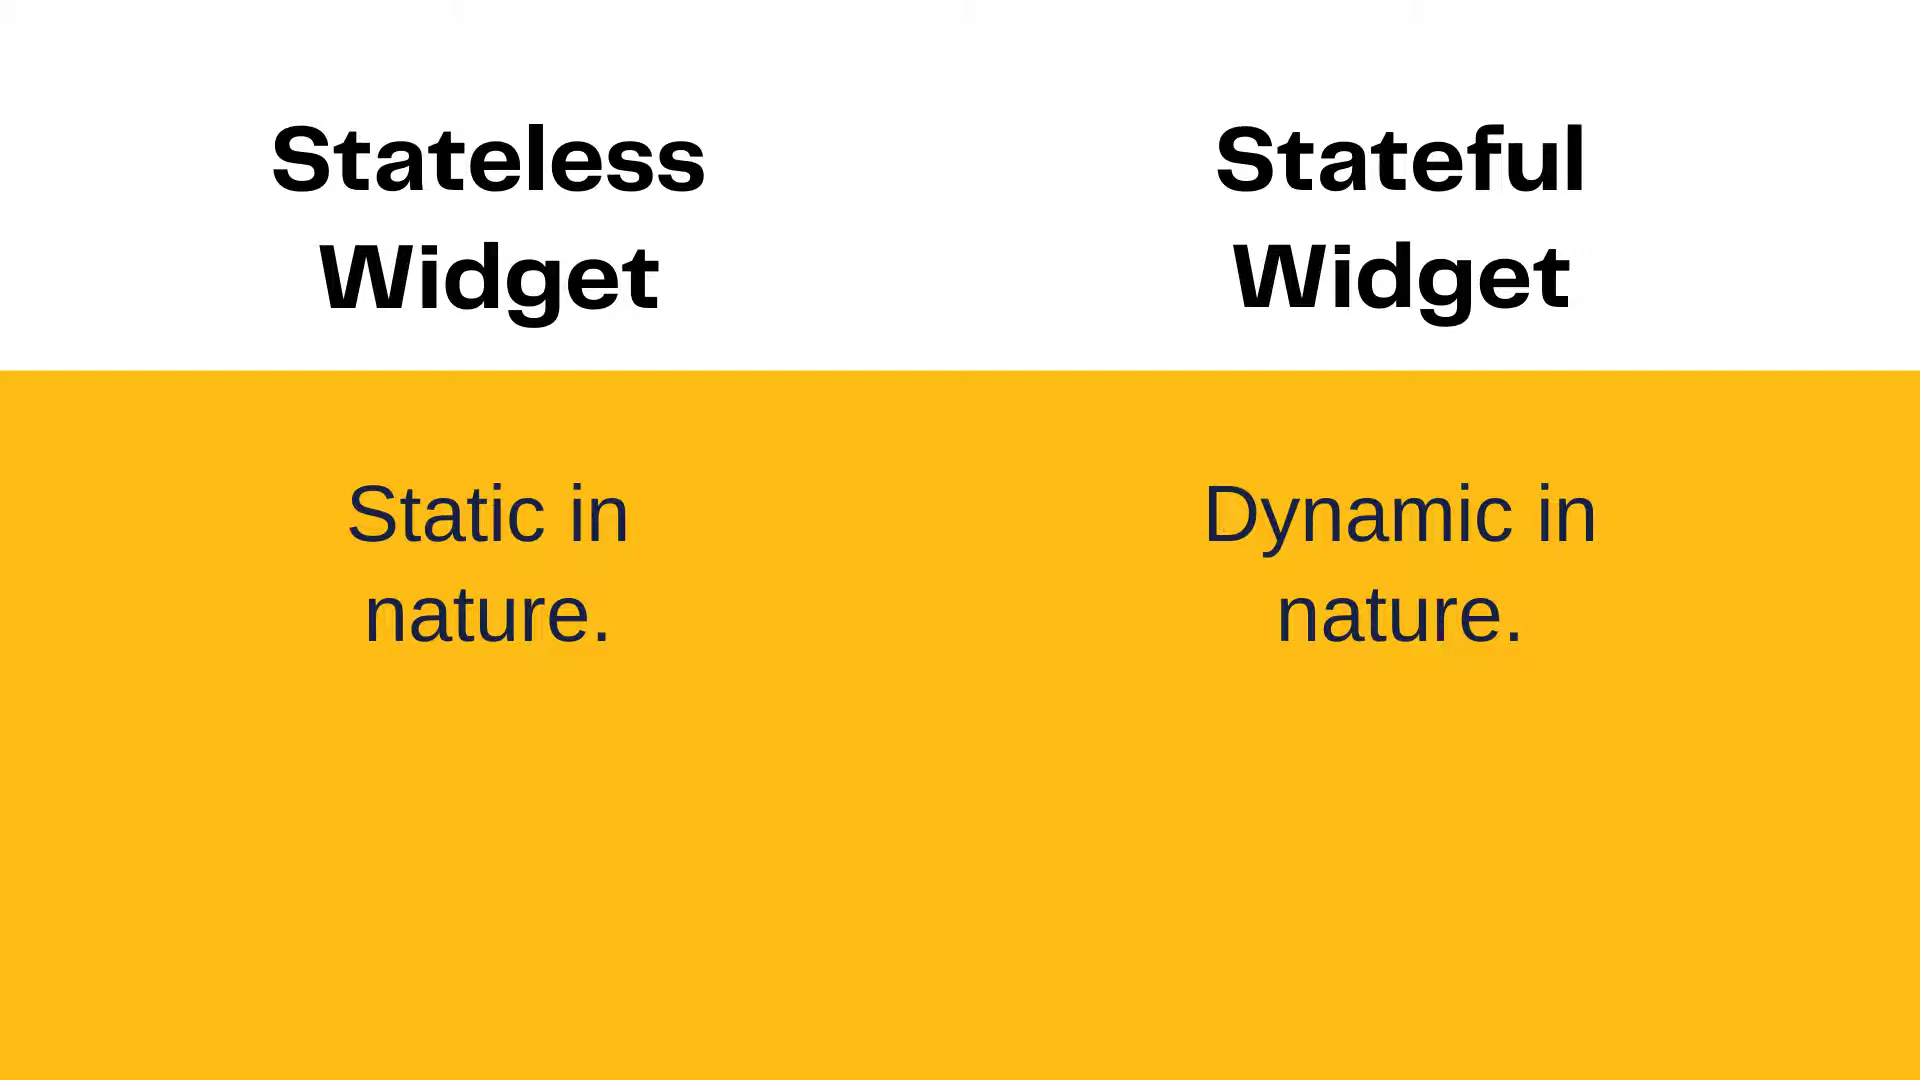 Stateless
Widget
Stateful
Widget
Static in
nature.
Dynamic in
nature.